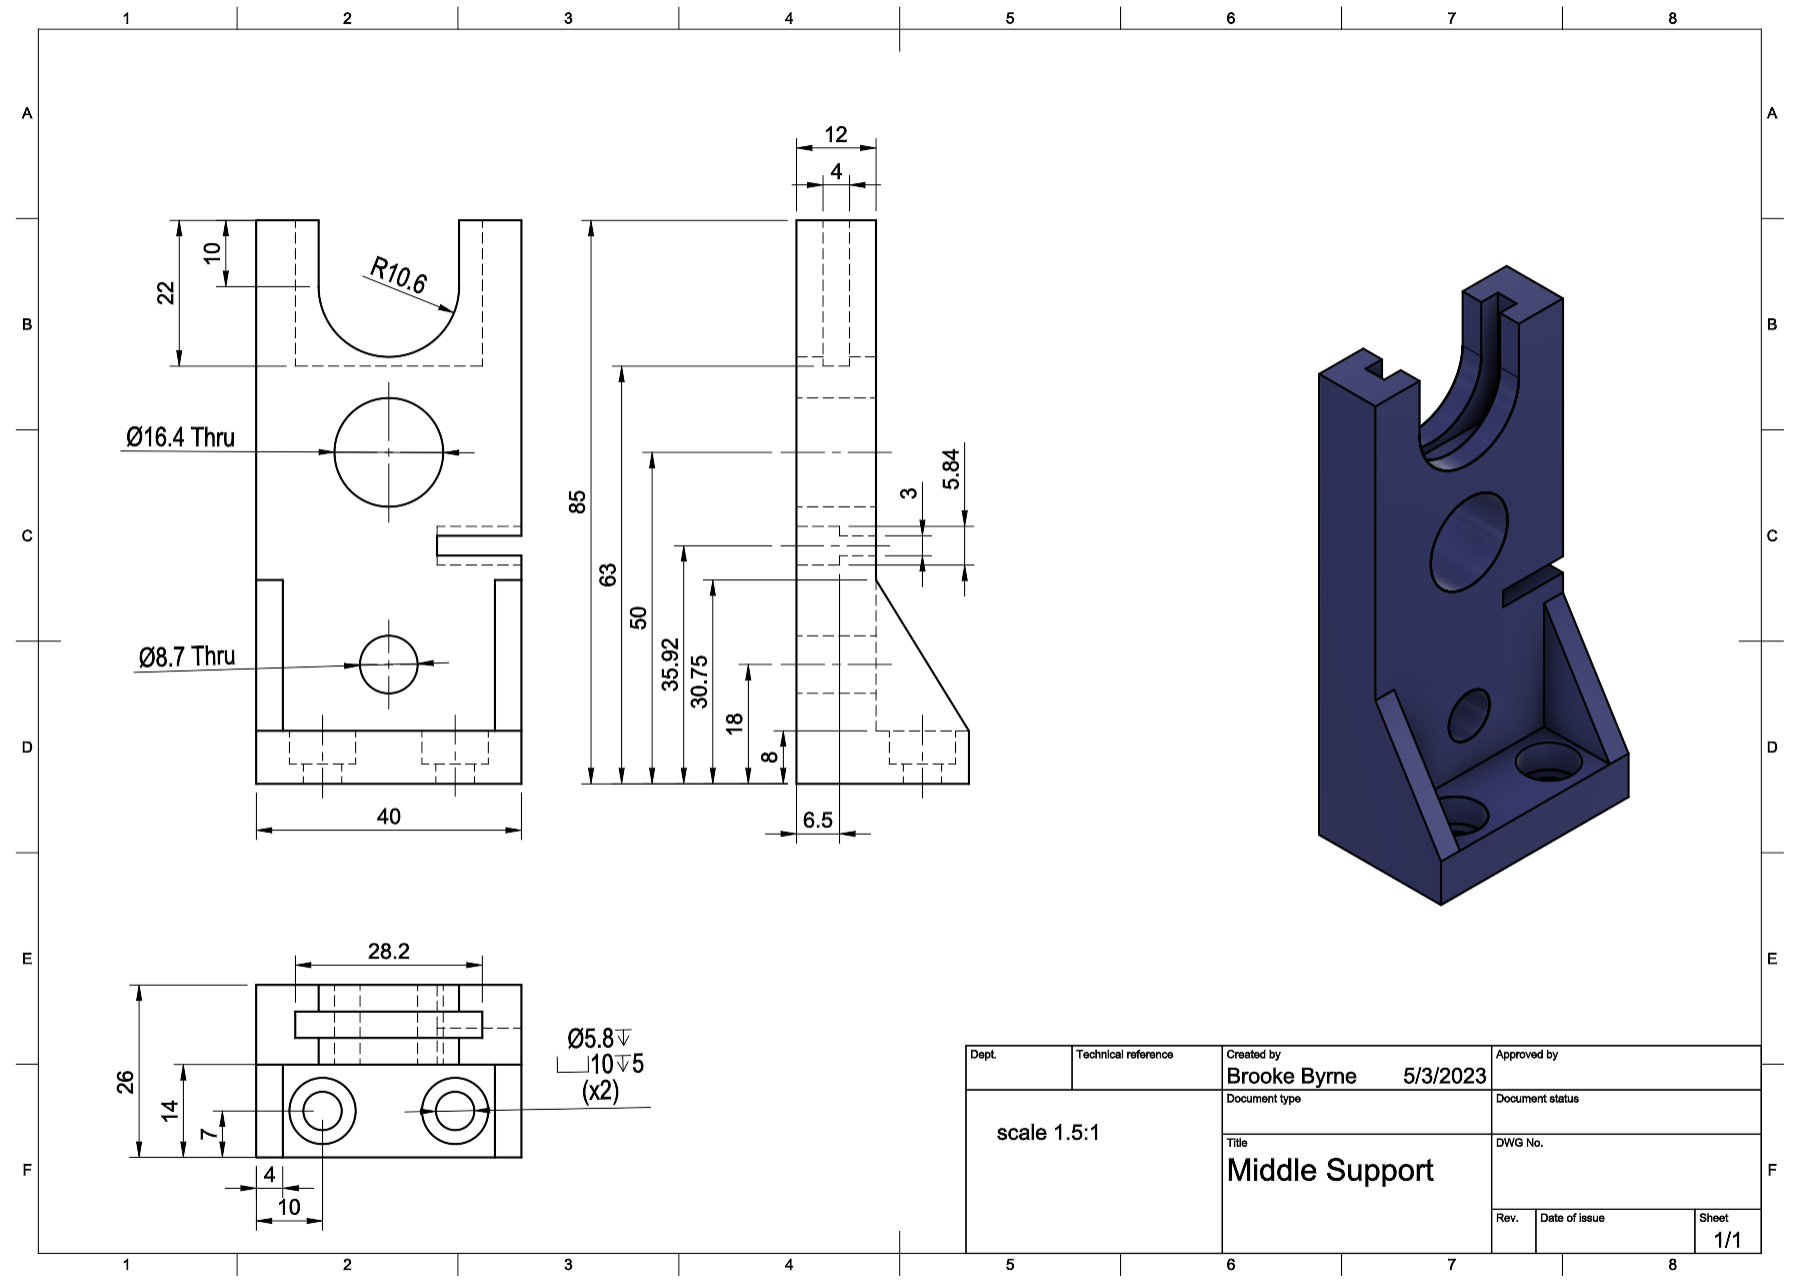 1 2 3 4 5 6 7 8
A A
B B
C C
D D
E E
F F
12
4
10
22
R10.6
Ø16.4 Thru
Ø8.7 Thru
40
85
63
50
35.92
30.75
18
8
3
5.84
6.5
28.2
26
14
7
4
10
Ø5.8↧
⌴10↧5
(x2)
Dept.
Technical reference
Created by
Brooke Byrne 5/3/2023
Approved by
scale 1.5:1
Document type
Document status
Title
Middle Support
DWG No.
Rev.
Date of issue
Sheet
1/1
1 2 3 4 5 6 7 8